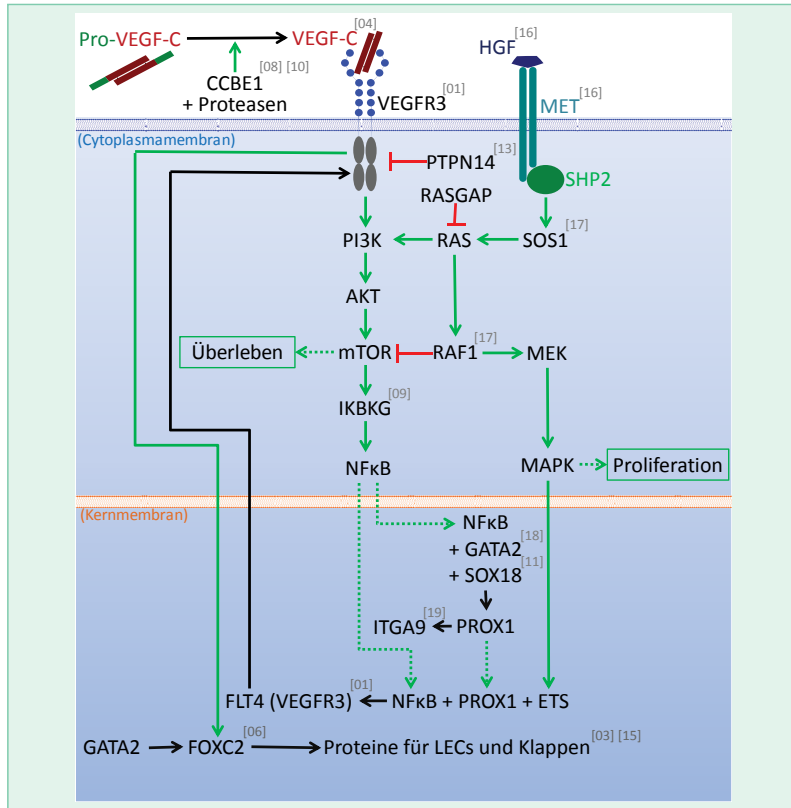 Pro-VEGF-C VEGF-C [04] HGF [16]
CCBE1 [08] [10]
+ Proteasen
VEGFR3 [01]
MET [16]
(Cytoplasmamembran)
PTPN14 [13]
SHP2
RASGAP
PI3K RAS SOS1 [17]
AKT
Überleben mTOR RAF1 [17] MEK
IKBKG [09]
NFκB MAPK Proliferation
(Kernmembran)
NFκB
+ GATA2 [18]
+ SOX18 [11]
ITGA9 [19] PROX1
FLT4 (VEGFR3) [01] NFκB + PROX1 + ETS
GATA2 FOXC2 [06] Proteine für LECs und Klappen [03] [15]